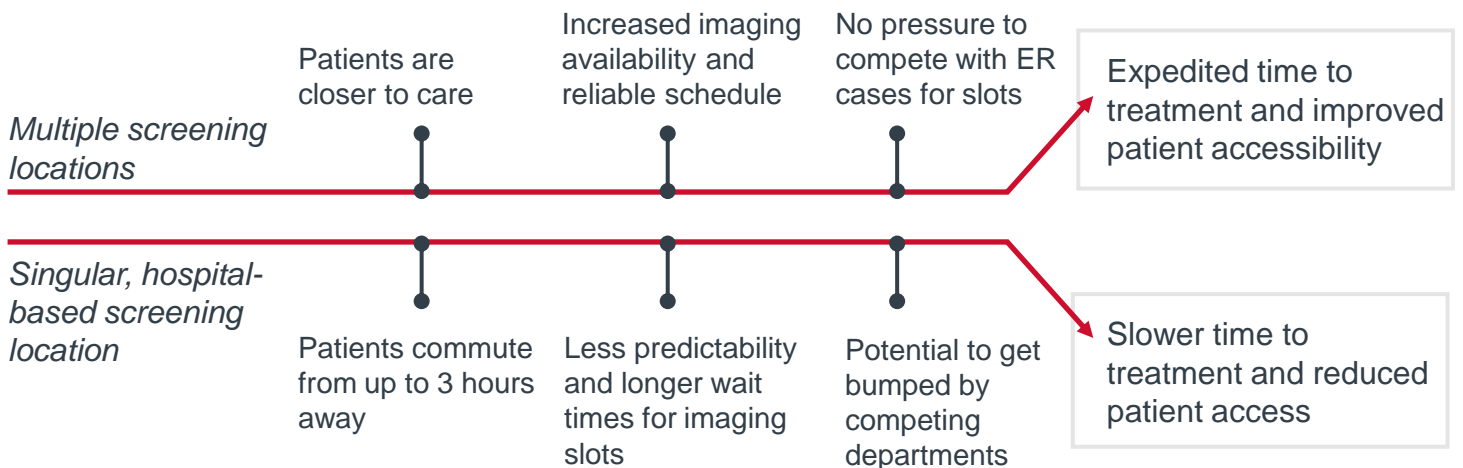 Multiple screening
locations
Patients are
closer to care
Increased imaging
availability and
reliable schedule
No pressure to
compete with ER
cases for slots
Expedited time to
treatment and improved
patient accessibility
Singular, hospital-
based screening
location
Patients commute
from up to 3 hours
away
Less predictability
and longer wait
times for imaging
slots
Potential to get
bumped by
competing
departments
Slower time to
treatment and reduced
patient access